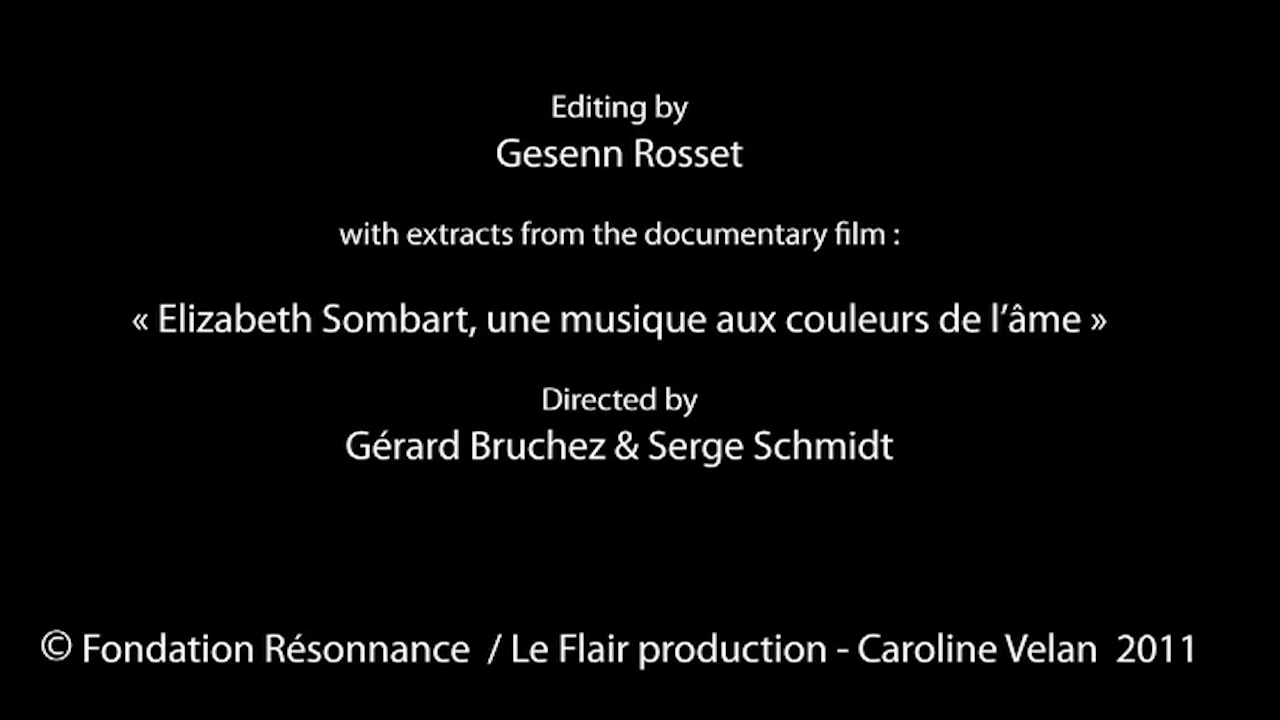 Editing by
Gesenn Rosset
with extracts from the documentary film :
« Elizabeth Sombart, une musique aux couleurs de l’âme »
Directed by
Gérard Bruchez & Serge Schmidt
© Fondation Résonnance / Le Flair production - Caroline Velan 2011